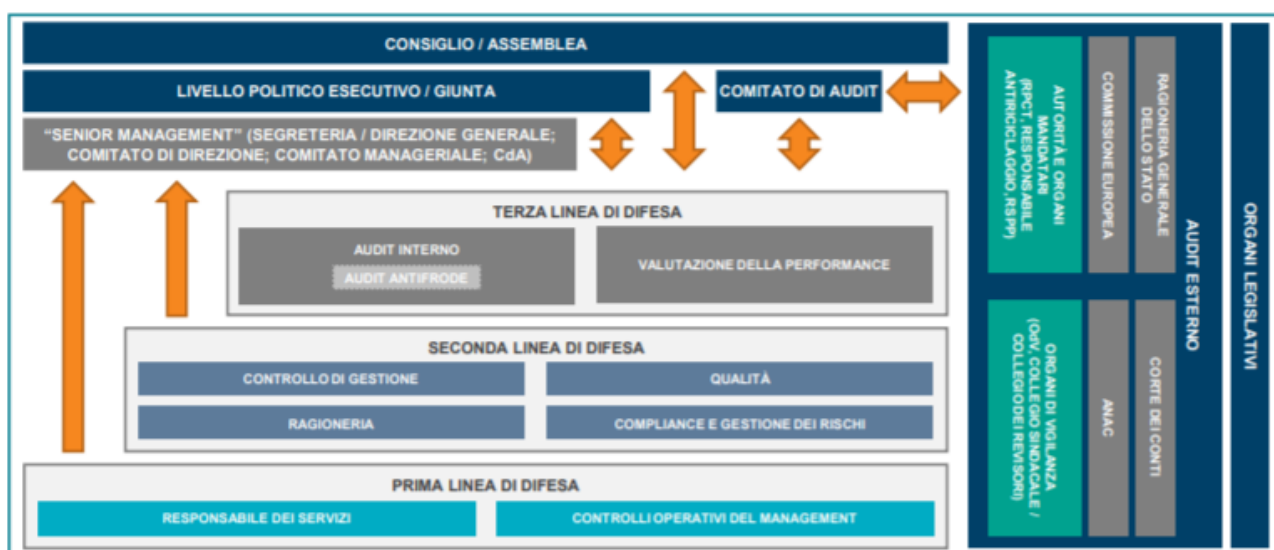 CONSIGLIO / ASSEMBLEA
LIVELLO POLITICO ESECUTIVO / GIUNTA
COMITATO DI AUDIT
“SENIOR MANAGEMENT” (SEGRETERIA / DIREZIONE GENERALE;
COMITATO DI DIREZIONE; COMITATO MANAGERIALE; CdA)
TERZA LINEA DI DIFESA
AUDIT INTERNO
AUDIT ANTIFRODE
VALUTAZIONE DELLA PERFORMANCE
SECONDA LINEA DI DIFESA
CONTROLLO DI GESTIONE
QUALITÀ
RAGIONERIA
COMPLIANCE E GESTIONE DEI RISCHI
PRIMA LINEA DI DIFESA
RESPONSABILE DEI SERVIZI
CONTROLLI OPERATIVI DEL MANAGEMENT
AUTORITÀ E ORGANI
MANDATARI
(RPCT, RESPONSABILE
ANTIRICICLAGGIO, RSPP)
COMMISSIONE EUROPEA
RAGIONERIA GENERALE
DELLO STATO
ORGANI DI VIGILANZA
(OdV, COLLEGIO SINDACALE /
COLLEGIO DEI REVISORI)
ANAC
CORTE DEI CONTI
AUDIT ESTERNO
ORGANI LEGISLATIVI